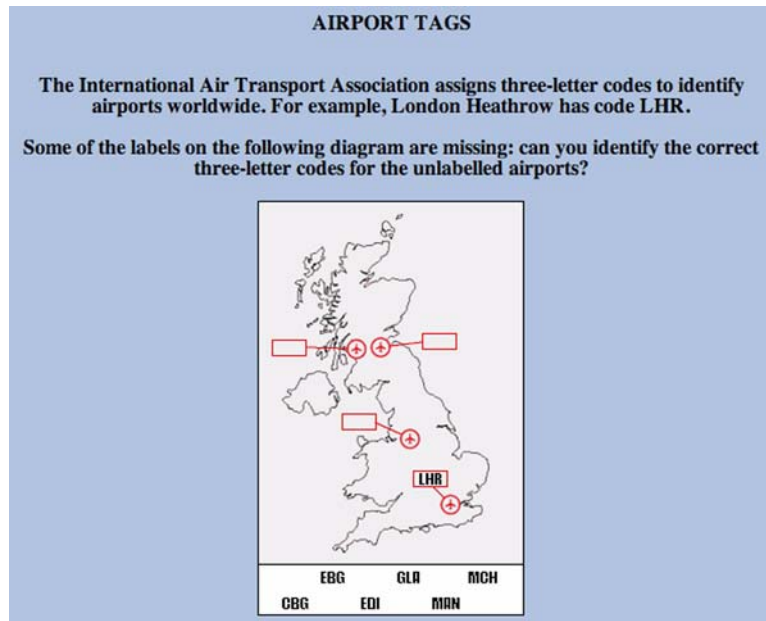 AIRPORT TAGS
The International Air Transport Association assigns three-letter codes to identify
airports worldwide. For example, London Heathrow has code LHR.
Some of the labels on the following diagram are missing: can you identify the correct
three-letter codes for the unlabelled airports?
LHR
EBG GLA MCH
CBG EDI MAN